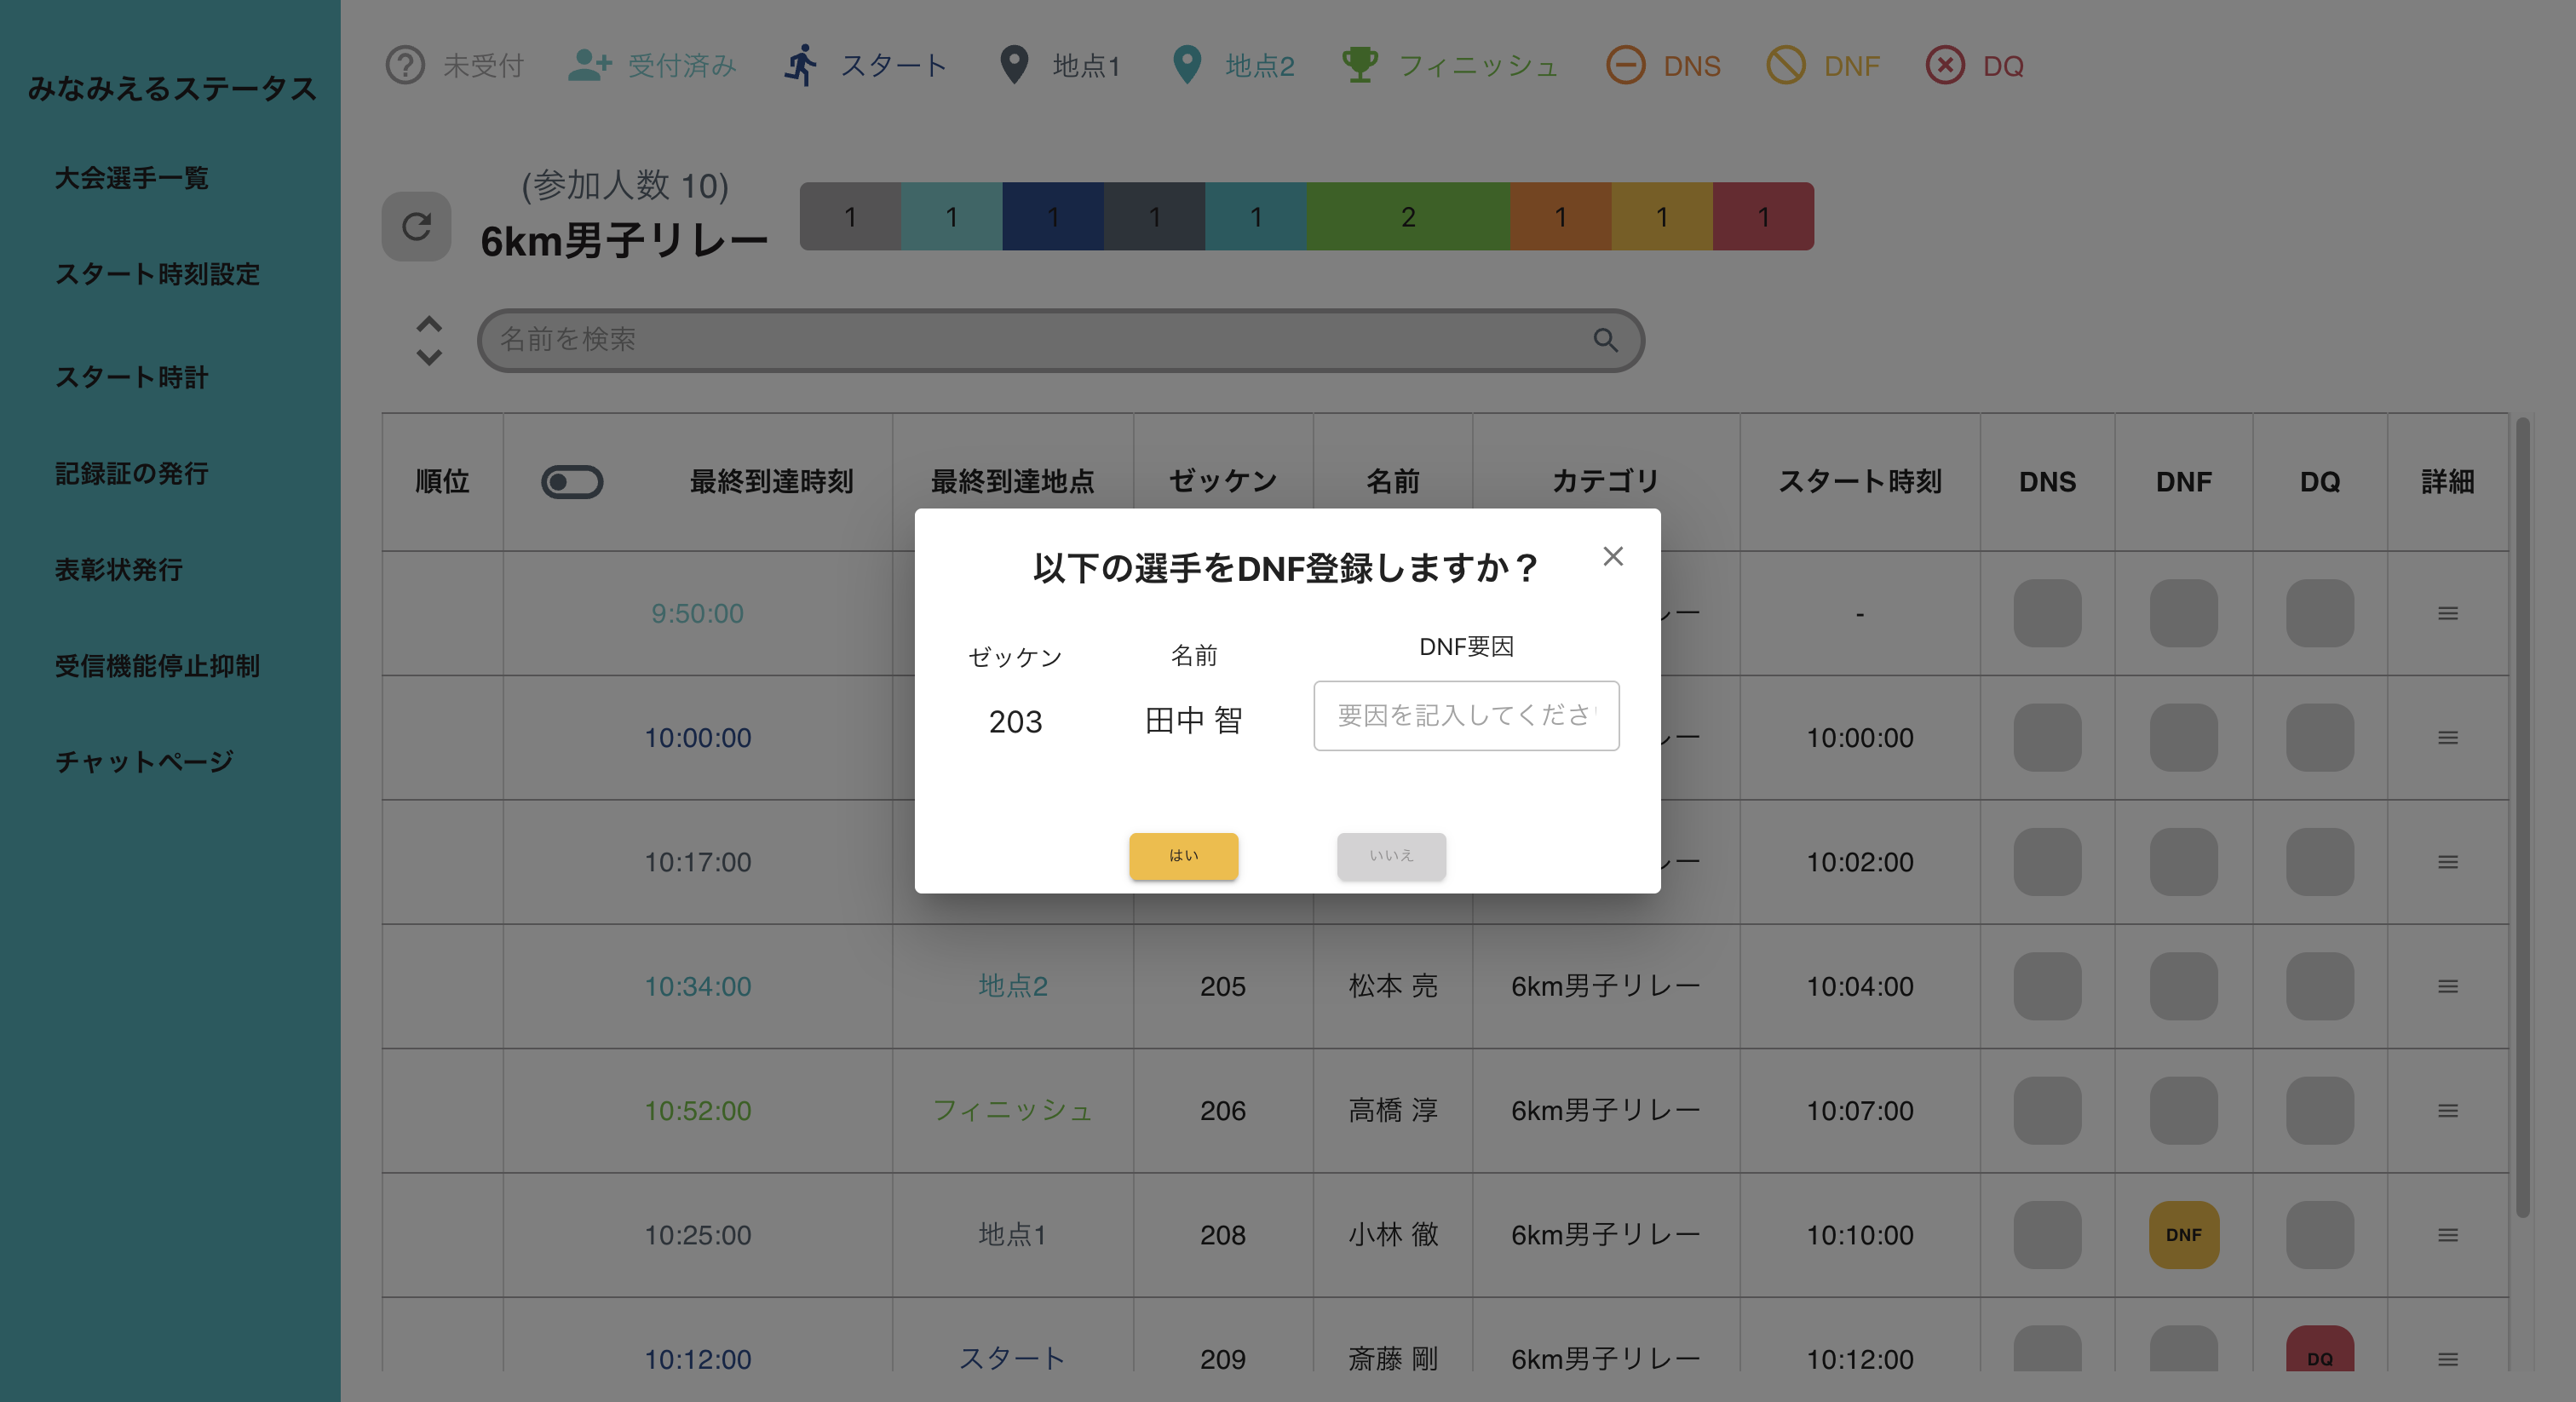 みなみえるステータス
大会選手一覧
スタート時刻設定
スタート時計
記録証の発行
表彰状発行
受信機能停止抑制
チャットページ
未受付 受付済み スタート 地点1 地点2 フィニッシュ DNS DNF DQ
(参加人数 10)
6km男子リレー
1 1 1 1 1 2 1 1 1
名前を検索
順位 最終到達時刻 最終到達地点 ゼッケン 名前 カテゴリ スタート時刻 DNS DNF DQ 詳細
9:50:00 レー -
10:00:00 レー 10:00:00
10:17:00 レー 10:02:00
10:34:00 地点2 205 松本 亮 6km男子リレー 10:04:00
10:52:00 フィニッシュ 206 高橋 淳 6km男子リレー 10:07:00
10:25:00 地点1 208 小林 徹 6km男子リレー 10:10:00 DNF
10:12:00 スタート 209 斎藤 剛 6km男子リレー 10:12:00 DQ
以下の選手をDNF登録しますか？
ゼッケン 名前 DNF要因
203 田中 智 要因を記入してくださ
はい いいえ